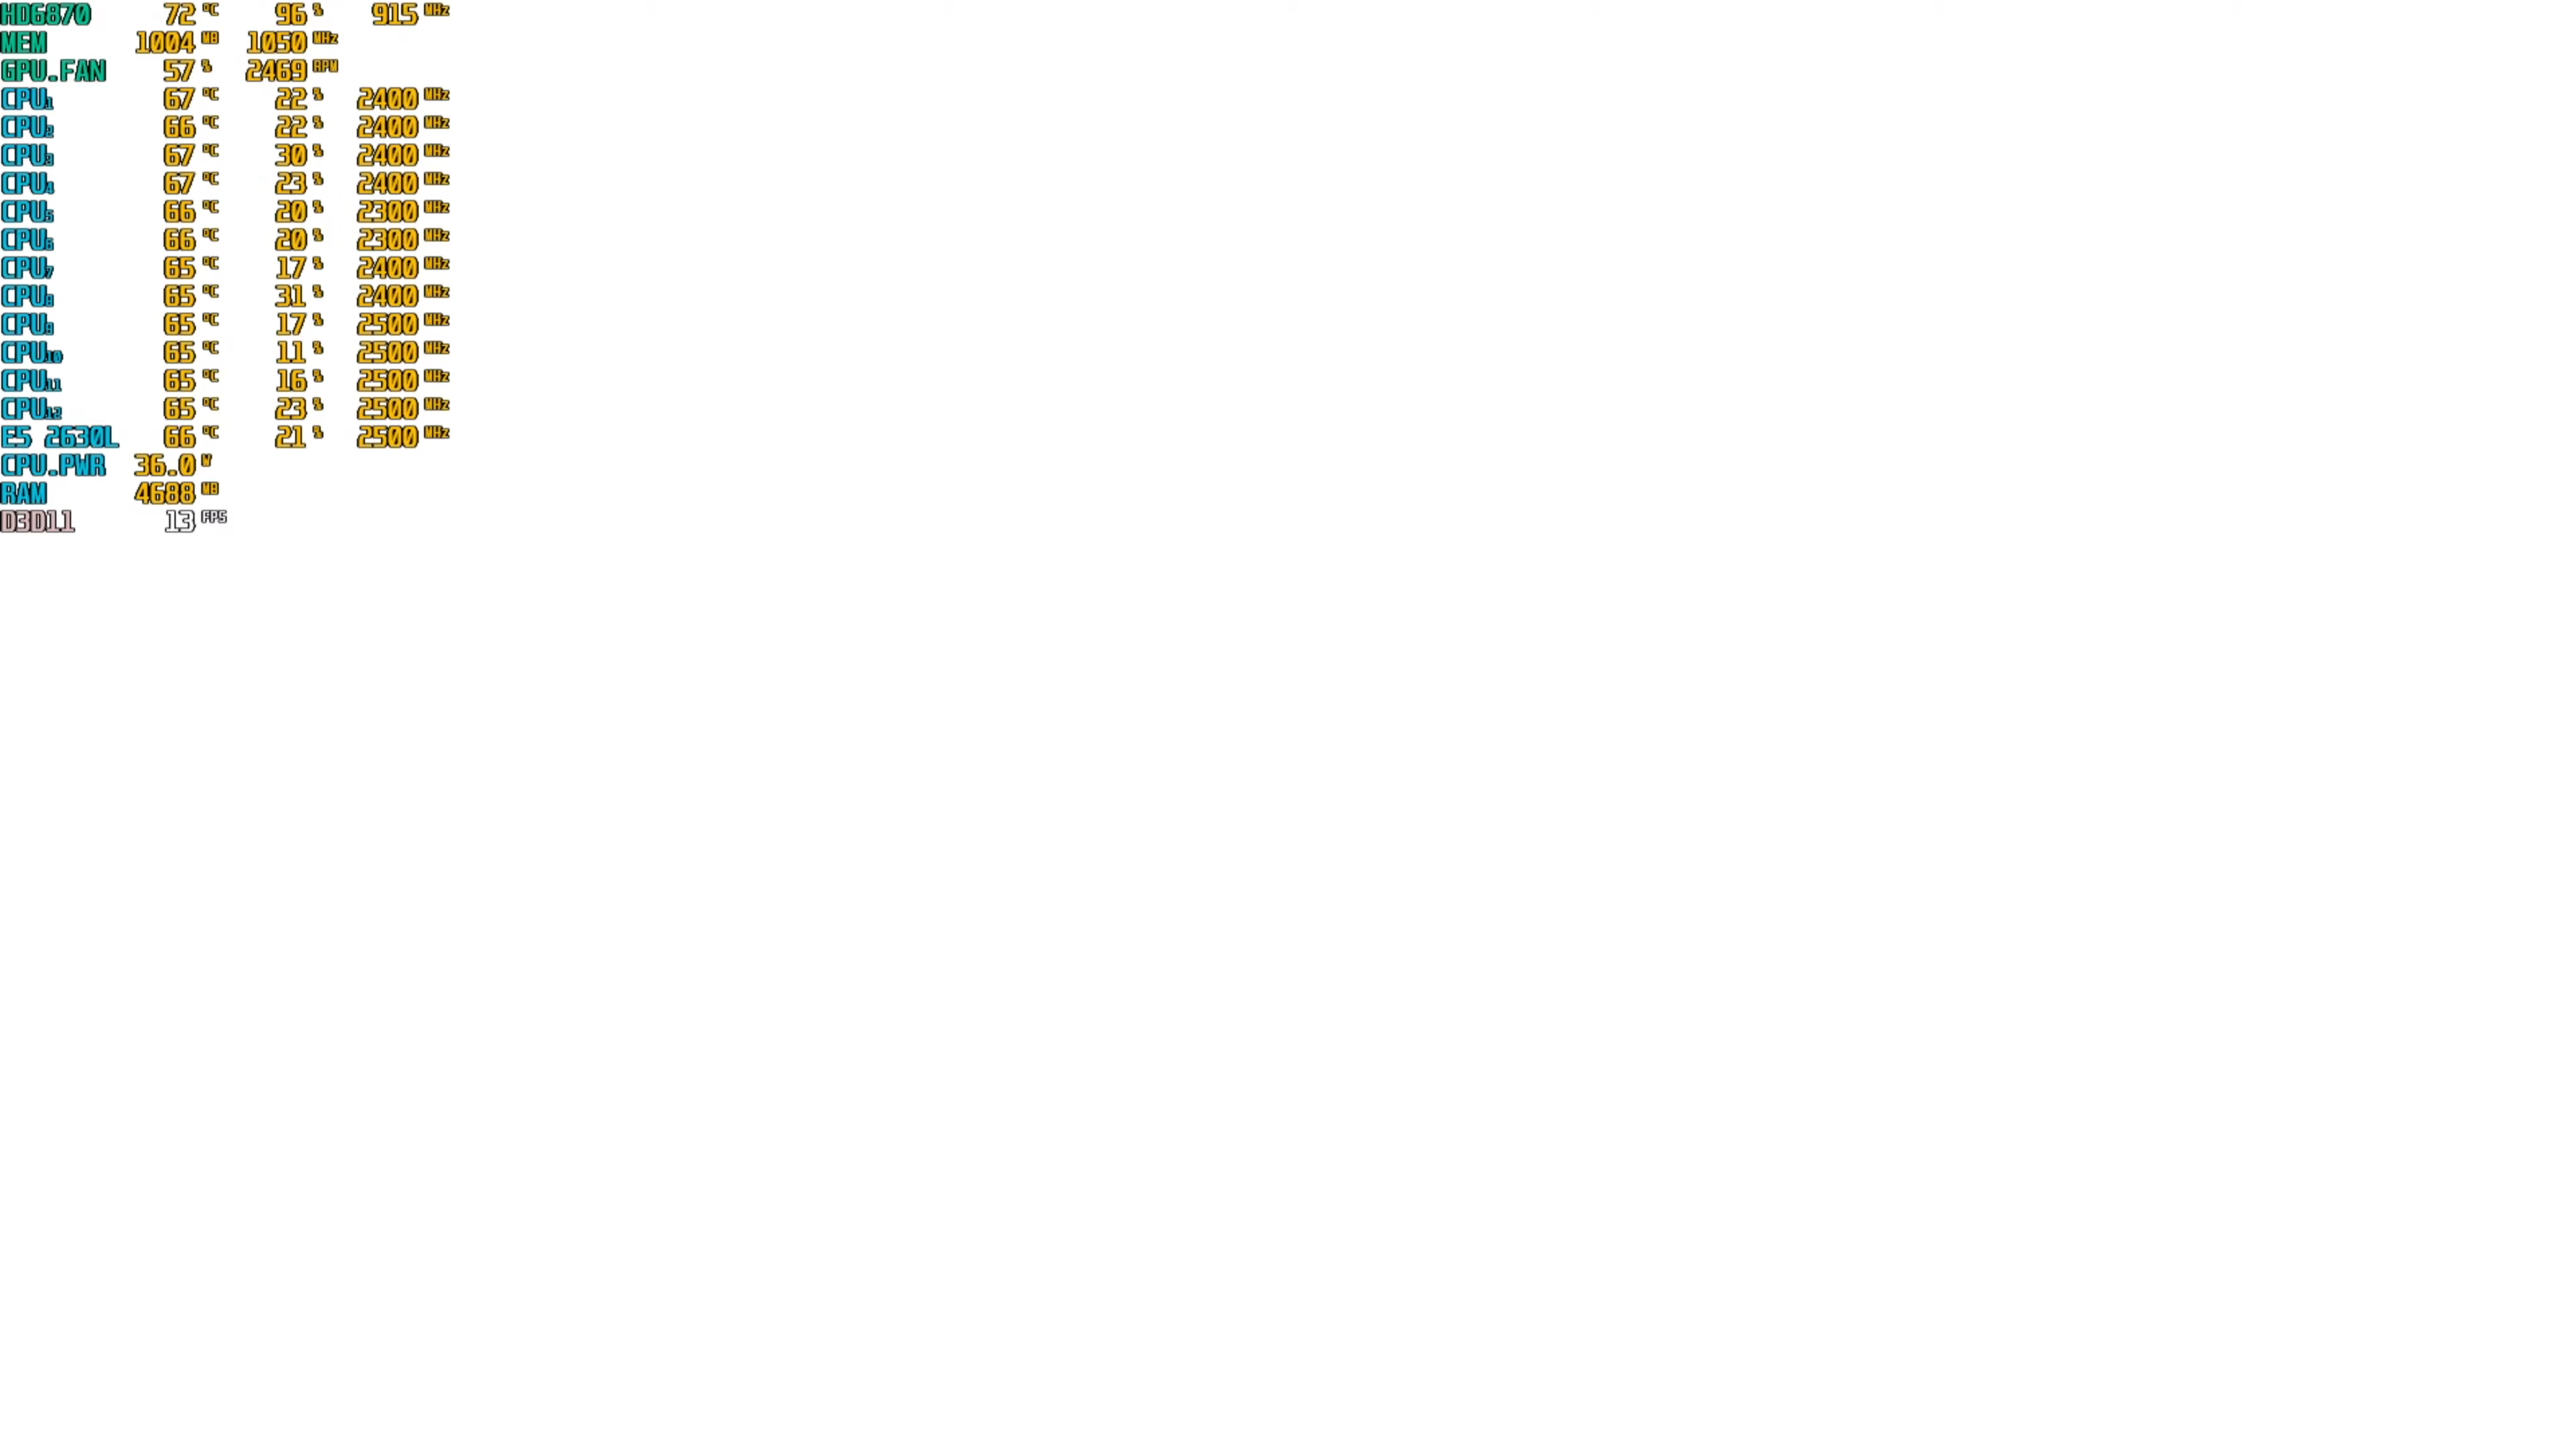 HD6870 72 °C 96 % 915 MHz
MEM 1004 MB 1050 MHz
GPU.FAN 57 % 2469 RPM
CPU1 67 °C 22 % 2400 MHz
CPU2 66 °C 22 % 2400 MHz
CPU3 67 °C 30 % 2400 MHz
CPU4 67 °C 23 % 2400 MHz
CPU5 66 °C 20 % 2300 MHz
CPU6 66 °C 20 % 2300 MHz
CPU7 65 °C 17 % 2400 MHz
CPU8 65 °C 31 % 2400 MHz
CPU9 65 °C 17 % 2500 MHz
CPU10 65 °C 11 % 2500 MHz
CPU11 65 °C 16 % 2500 MHz
CPU12 65 °C 23 % 2500 MHz
E5 2630L 66 °C 21 % 2500 MHz
CPU.PWR 36.0 W
RAM 4688 MB
D3D11 13 FPS